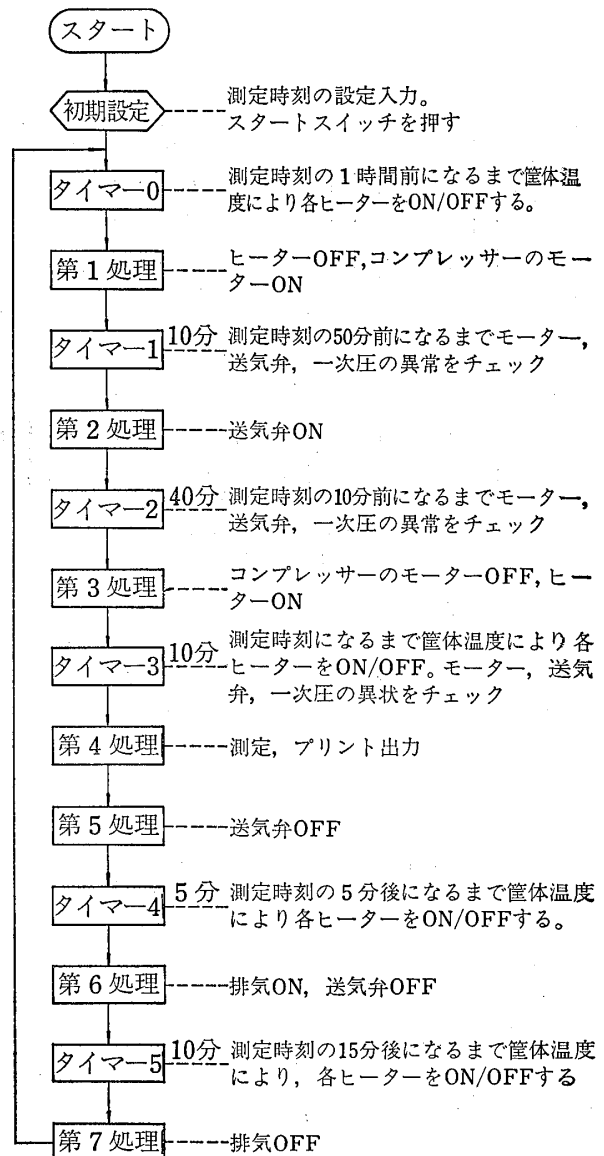 スタート
初期設定
測定時刻の設定入力。
スタートスイッチを押す
タイマー0
測定時刻の1時間前になるまで筐体温
度により各ヒーターをON/OFFする。
第1処理
ヒーターOFF,コンプレッサーのモー
ターON
タイマー1
10分
測定時刻の50分前になるまでモーター,
送気弁，一次圧の異常をチェック
第2処理
送気弁ON
タイマー2
40分
測定時刻の10分前になるまでモーター,
送気弁，一次圧の異常をチェック
第3処理
コンプレッサーのモーターOFF,ヒー
ターON
タイマー3
10分
測定時刻になるまで筐体温度により各
ヒーターをON/OFF。モーター，送気
弁，一次圧の異状をチェック
第4処理
測定，プリント出力
第5処理
送気弁OFF
タイマー4
5分
測定時刻の5分後になるまで筐体温度
により各ヒーターをON/OFFする。
第6処理
排気ON，送気弁OFF
タイマー5
10分
測定時刻の15分後になるまで筐体温度
により，各ヒーターをON/OFFする
第7処理
排気OFF